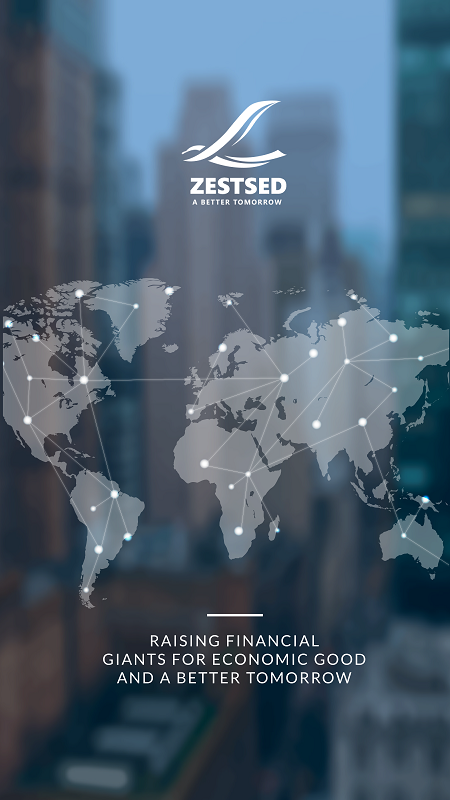 ZESTSED
A BETTER TOMORROW
RAISING FINANCIAL
GIANTS FOR ECONOMIC GOOD
AND A BETTER TOMORROW